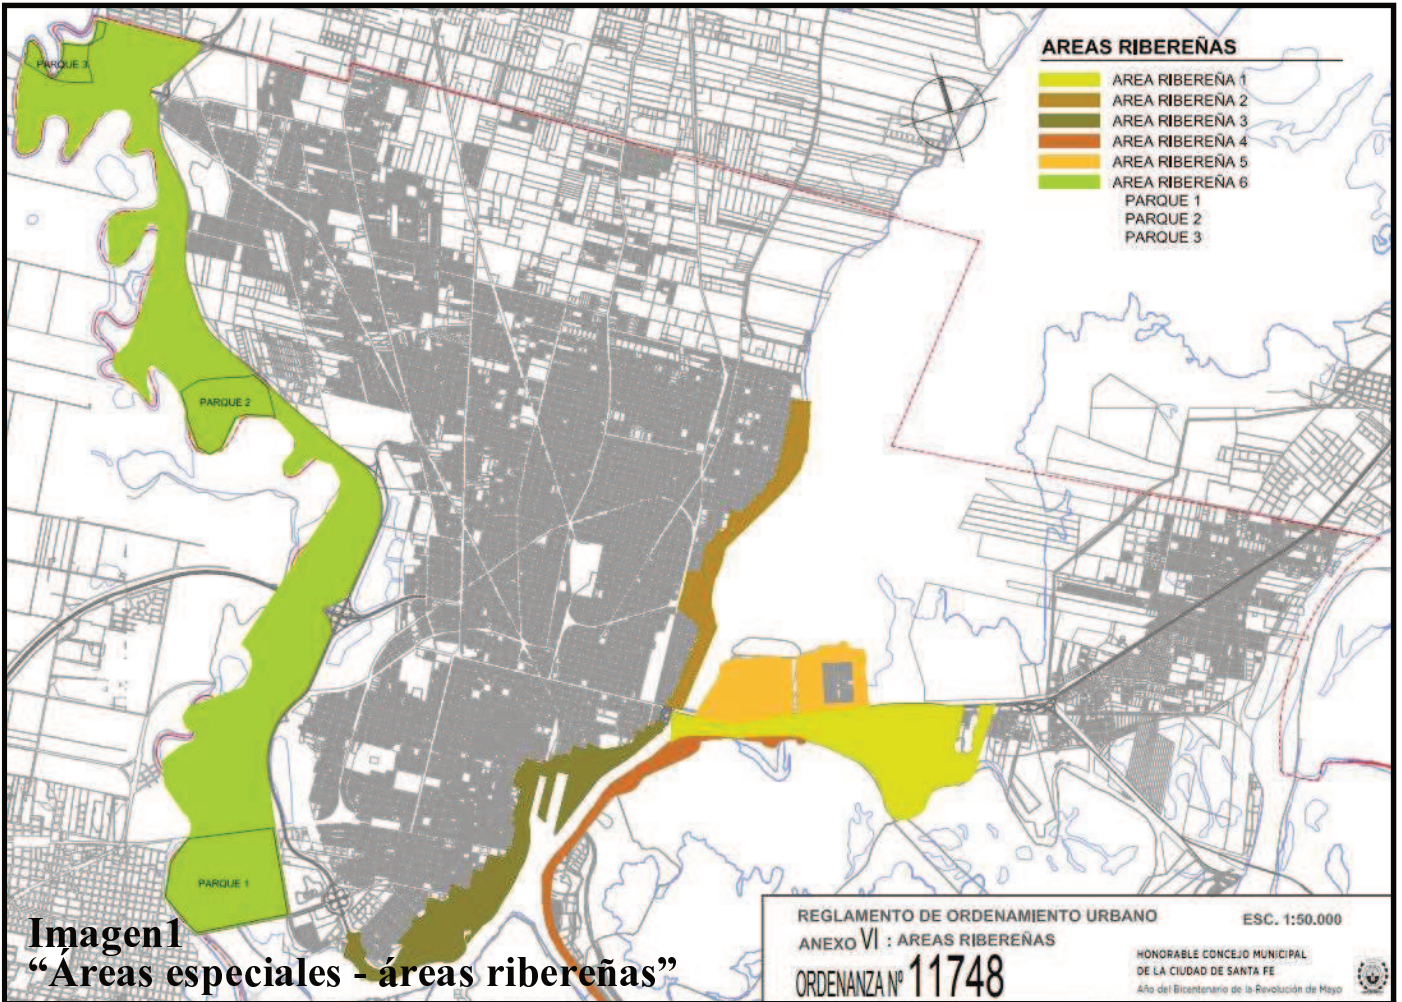 AREAS RIBEREÑAS
AREA RIBEREÑA 1
AREA RIBEREÑA 2
AREA RIBEREÑA 3
AREA RIBEREÑA 4
AREA RIBEREÑA 5
AREA RIBEREÑA 6
PARQUE 1
PARQUE 2
PARQUE 3
PARQUE 3
PARQUE 2
PARQUE 1
Imagen1
“Áreas especiales - áreas ribereñas”
REGLAMENTO DE ORDENAMIENTO URBANO
ESC. 1:50.000
ANEXO VI : AREAS RIBEREÑAS
ORDENANZA Nº 11748
HONORABLE CONCEJO MUNICIPAL
DE LA CIUDAD DE SANTA FE
Año del Bicentenario de la Revolución de Mayo